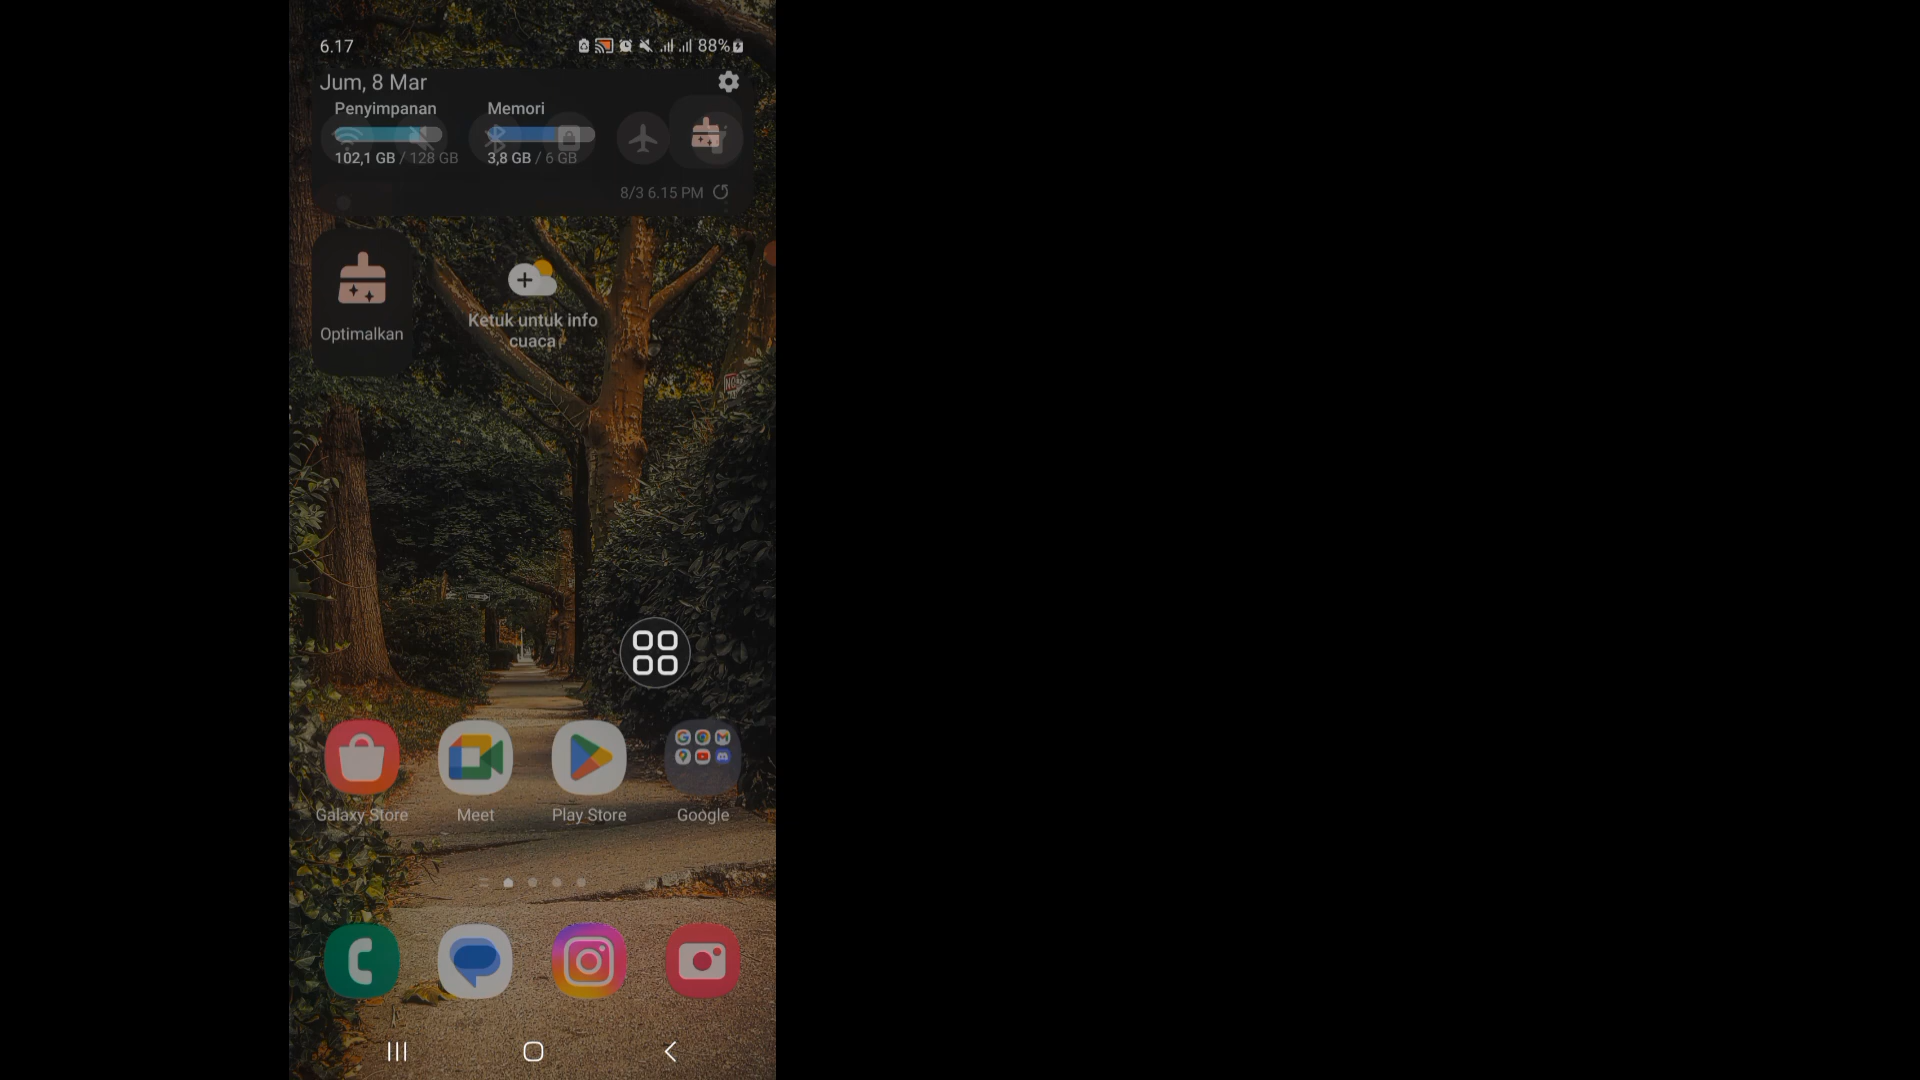 6.17
88%
Jum, 8 Mar
Penyimpanan
Memori
102,1 GB / 128 GB
3,8 GB / 6 GB
8/3 6.15 PM
Optimalkan
Ketuk untuk info
cuaca
Galaxy Store
Meet
Play Store
Google